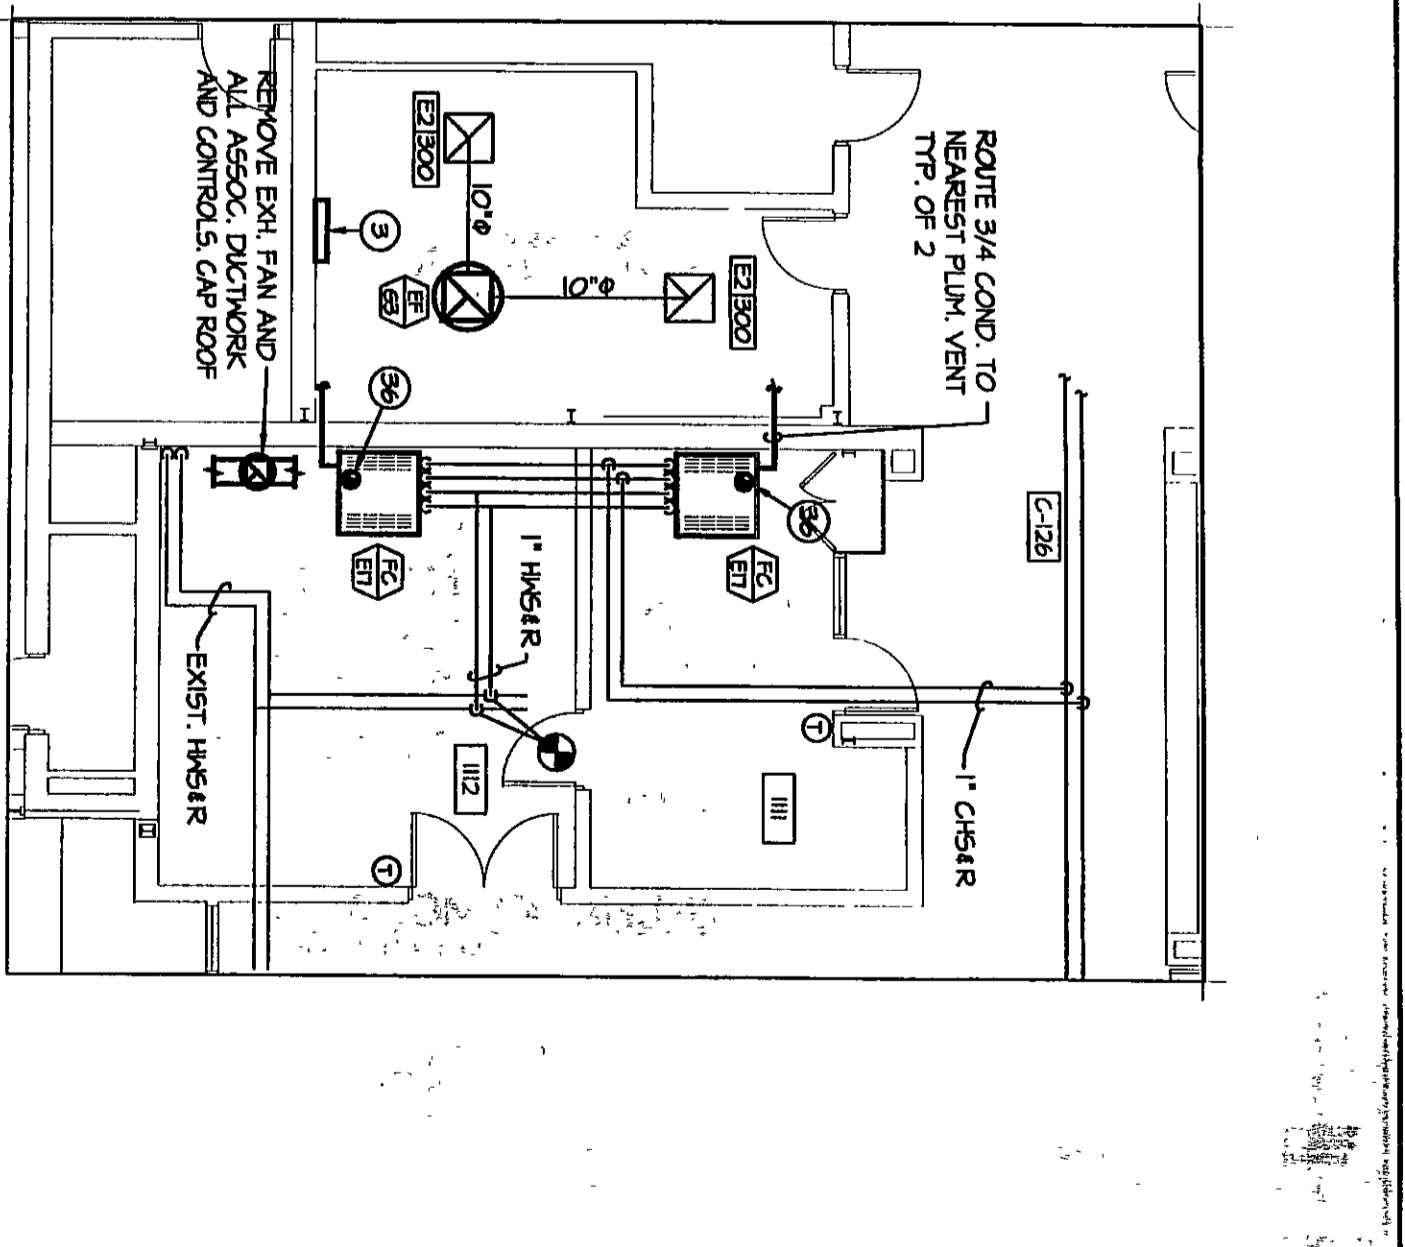 ROUTE 3/4 COND. TO
NEAREST PLUM. VENT
TYP. OF 2
C-126
1" CHS&R
E2 300
10"φ
E2 300
10"φ
EF
63
3
36
36
FC
E17
FC
E17
1" HWS&R
T
1111
1112
T
REMOVE EXH. FAN AND
ALL ASSOC. DUCTWORK
AND CONTROLS. CAP ROOF
EXIST. HWS&R